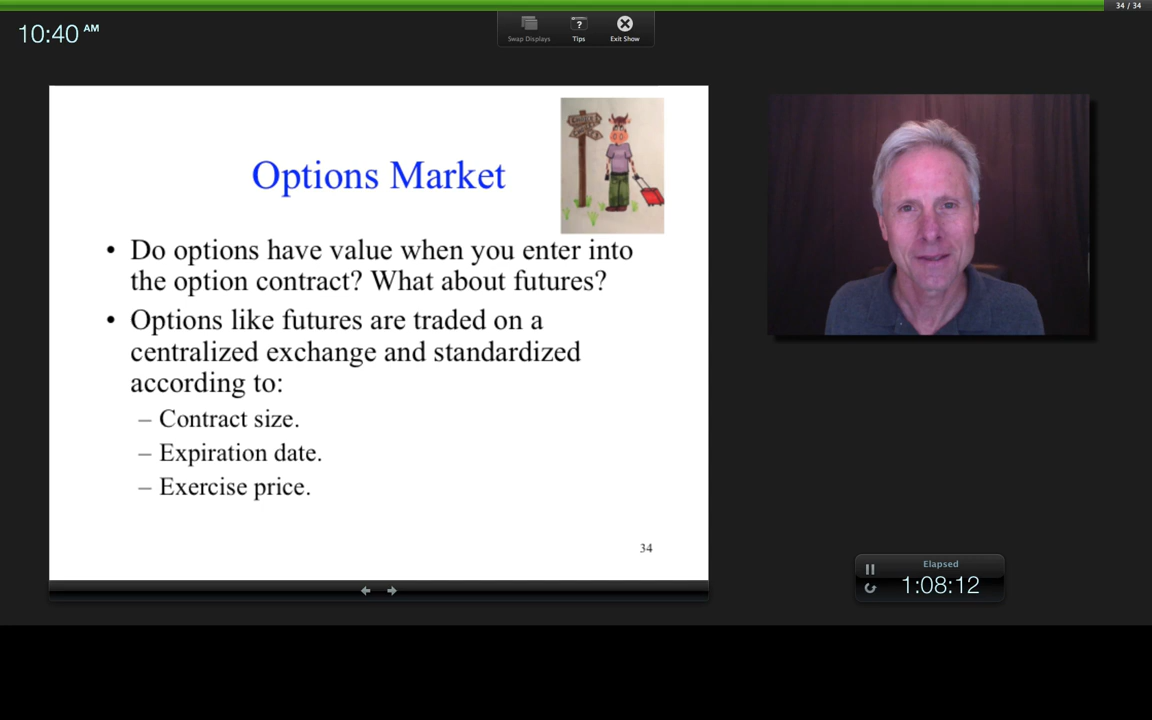 34 / 34
10:40 AM
Swap Displays
?
Tips
Exit Show
Options Market
• Do options have value when you enter into
the option contract? What about futures?
• Options like futures are traded on a
centralized exchange and standardized
according to:
– Contract size.
– Expiration date.
– Exercise price.
34
Elapsed
1:08:12